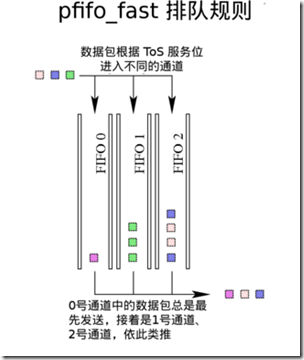 pfifo_fast 排队规则
数据包根据 ToS 服务位
进入不同的通道
FIFO 0
FIFO 1
FIFO 2
0号通道中的数据包总是最
先发送，接着是1号通道、
2号通道，依此类推